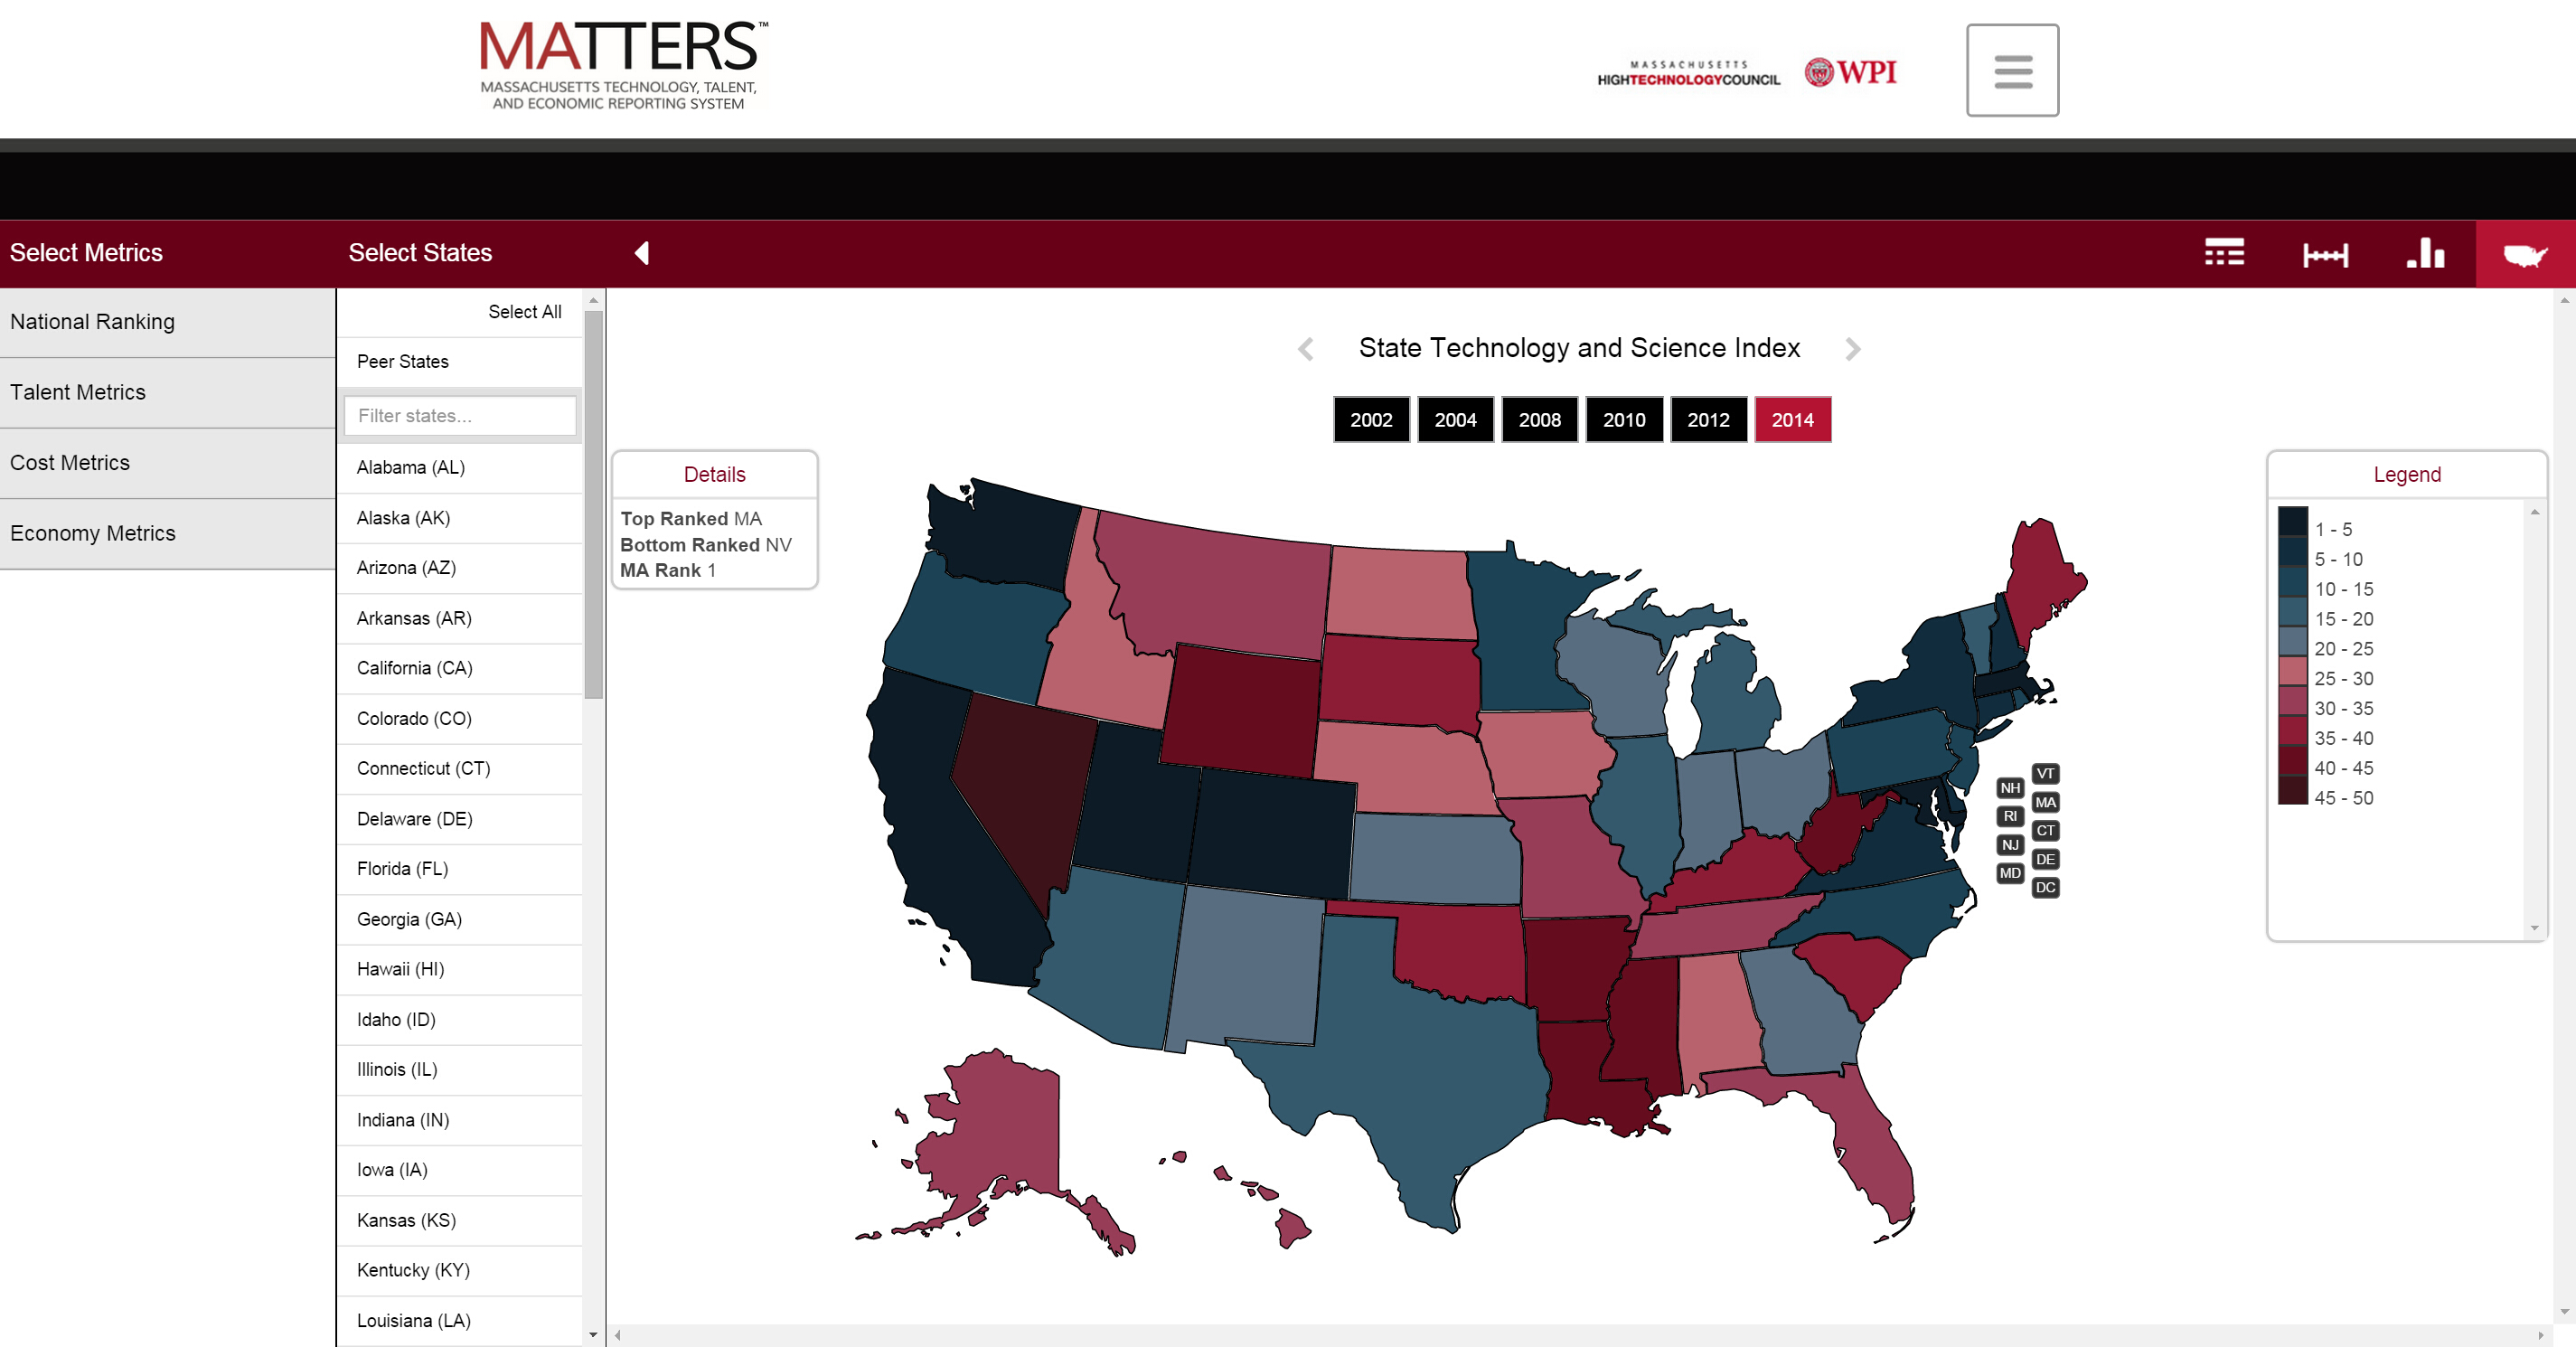 MATTERS™
MASSACHUSETTS TECHNOLOGY, TALENT,
AND ECONOMIC REPORTING SYSTEM
MASSACHUSETTS
HIGHTECHNOLOGYCOUNCIL
WPI
Select Metrics
Select States
National Ranking
Talent Metrics
Cost Metrics
Economy Metrics
Select All
Peer States
Filter states...
Alabama (AL)
Alaska (AK)
Arizona (AZ)
Arkansas (AR)
California (CA)
Colorado (CO)
Connecticut (CT)
Delaware (DE)
Florida (FL)
Georgia (GA)
Hawaii (HI)
Idaho (ID)
Illinois (IL)
Indiana (IN)
Iowa (IA)
Kansas (KS)
Kentucky (KY)
Louisiana (LA)
State Technology and Science Index
2002 2004 2008 2010 2012 2014
Details
Top Ranked MA
Bottom Ranked NV
MA Rank 1
VT
NH
MA
RI
CT
NJ
DE
MD
DC
Legend
1 - 5
5 - 10
10 - 15
15 - 20
20 - 25
25 - 30
30 - 35
35 - 40
40 - 45
45 - 50